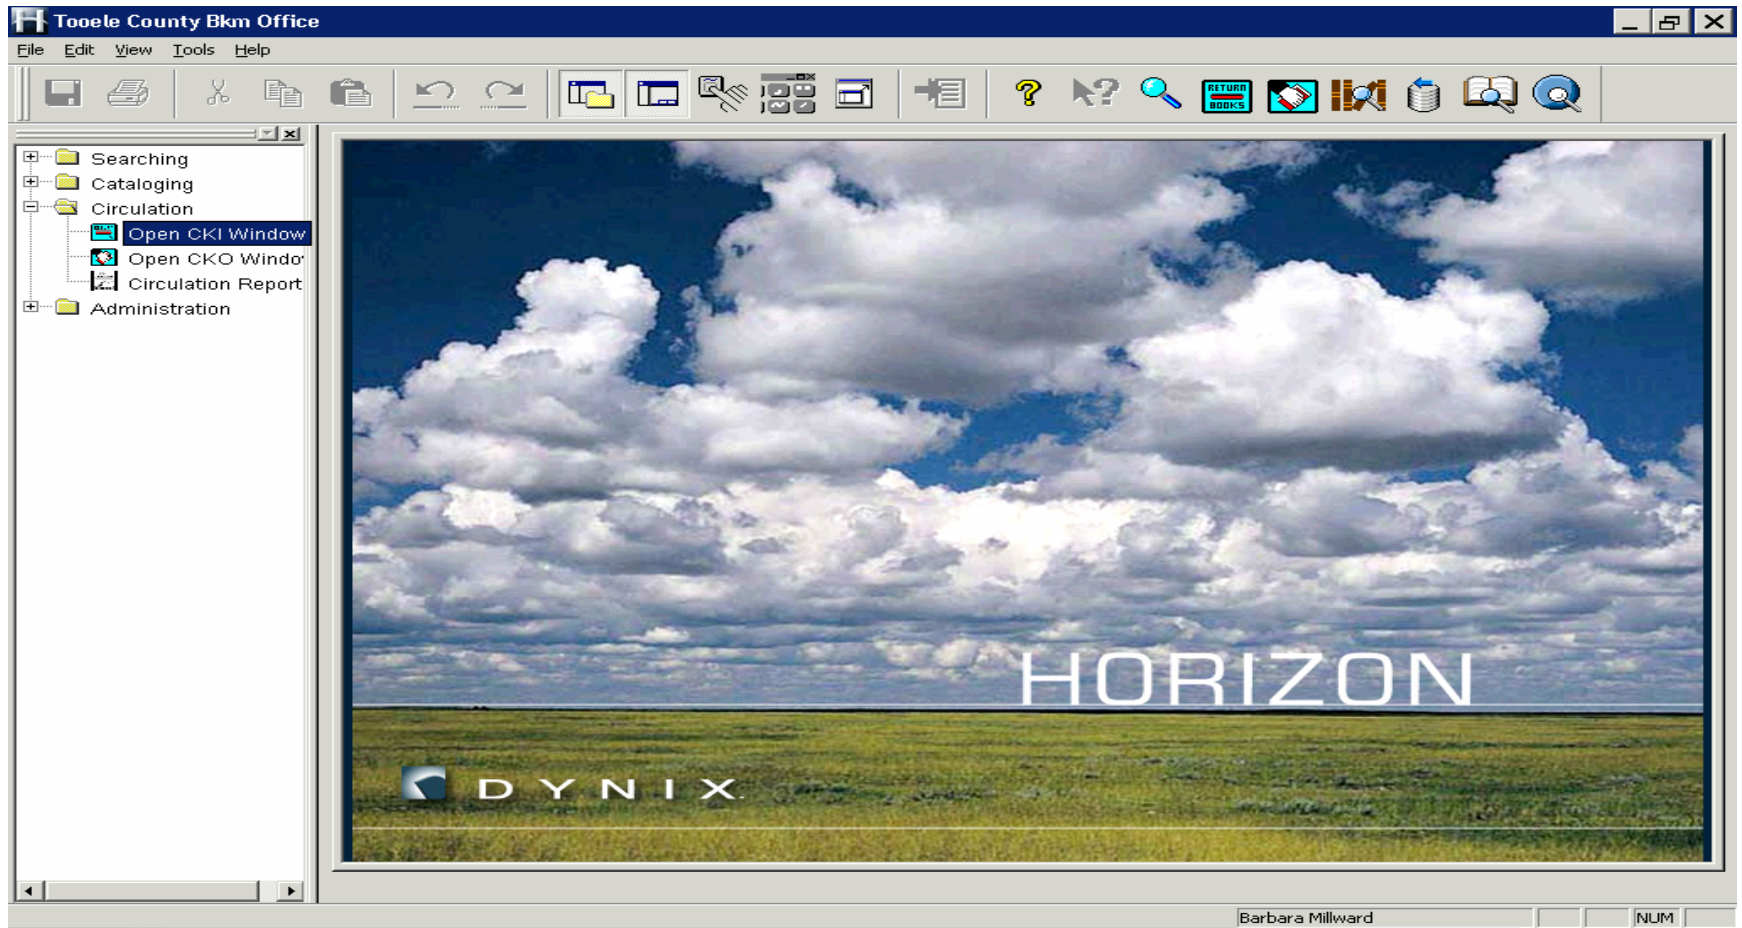 Tooele County Bkm Office
File Edit View Tools Help
RETURN
BOOKS
Searching
Cataloging
Circulation
Open CKI Window
Open CKO Windo
Circulation Report
Administration
HORIZON
DYNIX
Barbara Millward
NUM